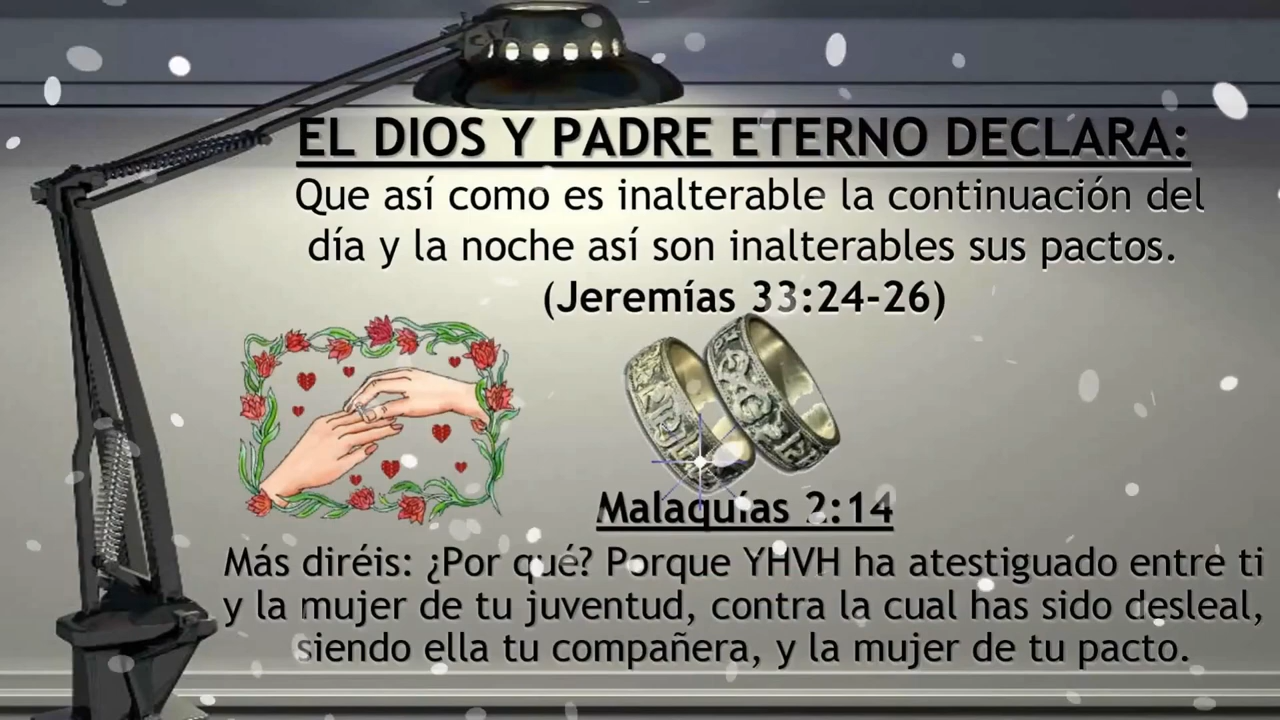 EL DIOS Y PADRE ETERNO DECLARA:
Que así como es inalterable la continuación del
día y la noche así son inalterables sus pactos.
(Jeremías 33:24-26)
Malaquías 2:14
Más diréis: ¿Por qué? Porque YHVH ha atestiguado entre ti
y la mujer de tu juventud, contra la cual has sido desleal,
siendo ella tu compañera, y la mujer de tu pacto.